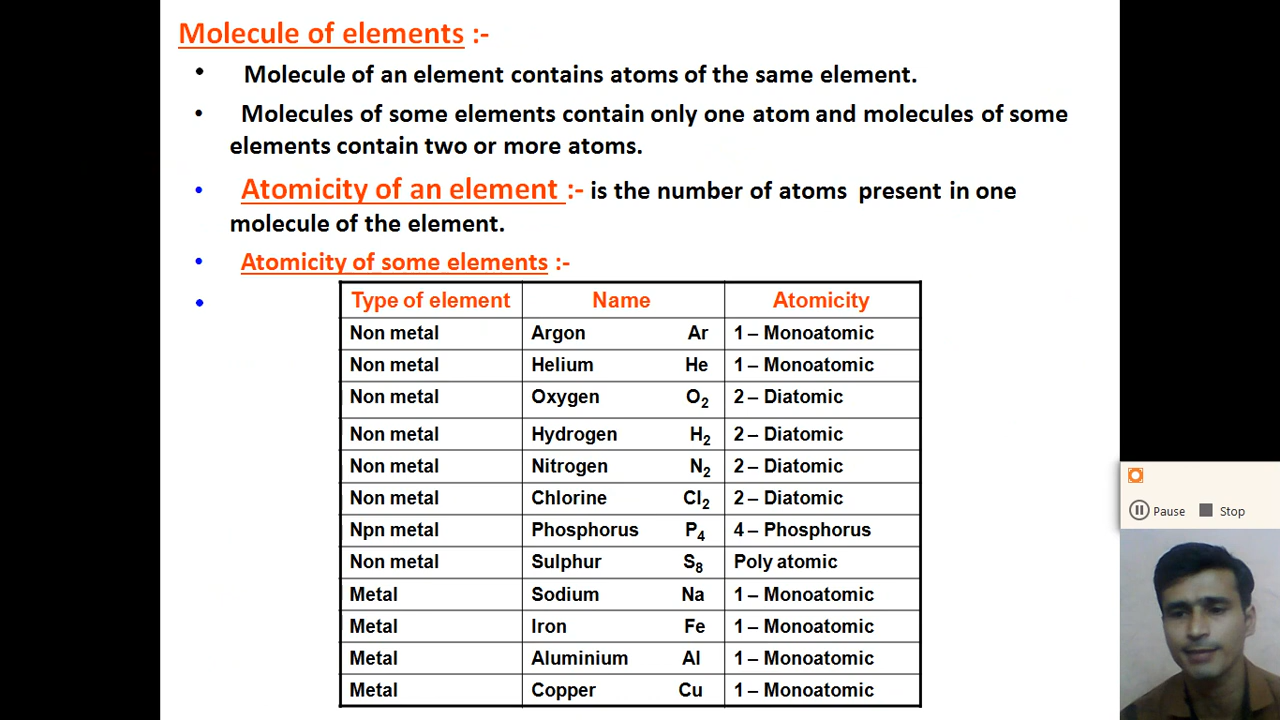 Molecule of elements :-
• Molecule of an element contains atoms of the same element.
• Molecules of some elements contain only one atom and molecules of some
elements contain two or more atoms.
• Atomicity of an element :- is the number of atoms present in one
molecule of the element.
• Atomicity of some elements :-
•
Type of element Name Atomicity
Non metal Argon Ar 1 – Monoatomic
Non metal Helium He 1 – Monoatomic
Non metal Oxygen O₂ 2 – Diatomic
Non metal Hydrogen H₂ 2 – Diatomic
Non metal Nitrogen N₂ 2 – Diatomic
Non metal Chlorine Cl₂ 2 – Diatomic
Npn metal Phosphorus P₄ 4 – Phosphorus
Non metal Sulphur S₈ Poly atomic
Metal Sodium Na 1 – Monoatomic
Metal Iron Fe 1 – Monoatomic
Metal Aluminium Al 1 – Monoatomic
Metal Copper Cu 1 – Monoatomic
Pause Stop